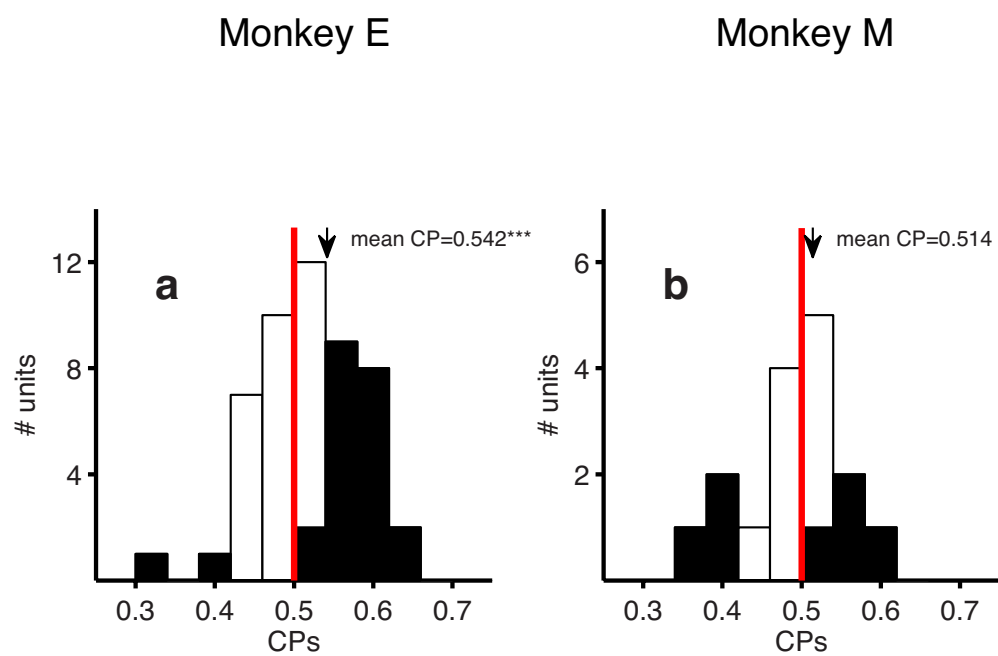 Monkey E
Monkey M
mean CP=0.542***
12
a
8
# units
4
0.3 0.4 0.5 0.6 0.7
CPs
mean CP=0.514
6
b
4
# units
2
0.3 0.4 0.5 0.6 0.7
CPs